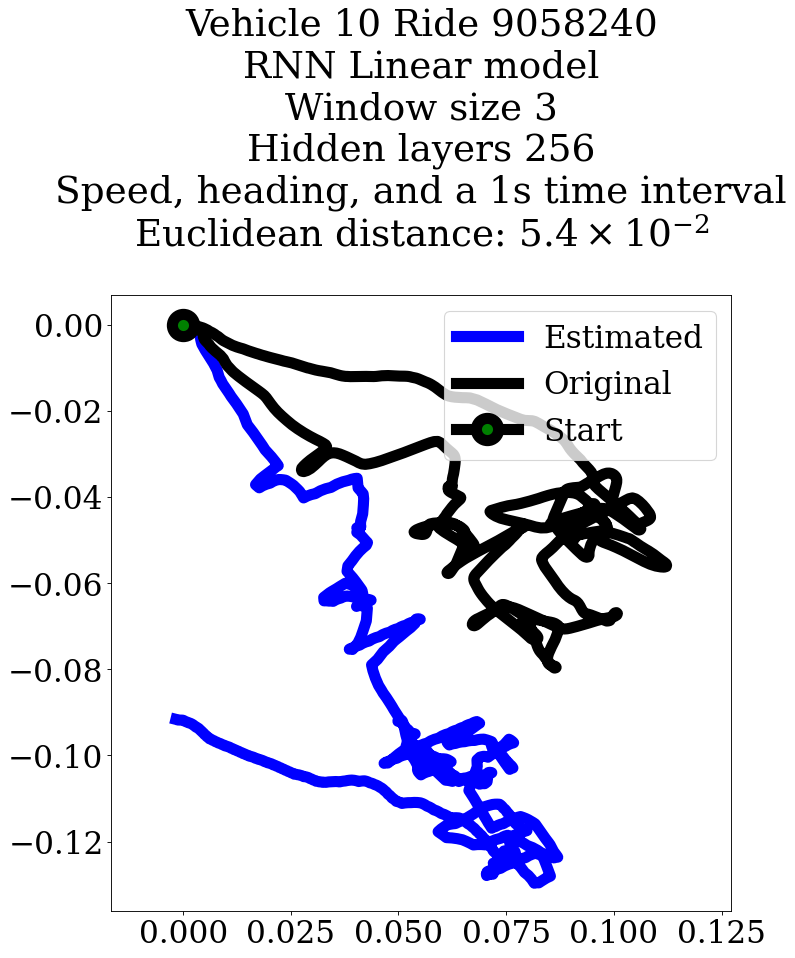 Vehicle 10 Ride 9058240
RNN Linear model
Window size 3
Hidden layers 256
Speed, heading, and a 1s time interval
Euclidean distance: 5.4 × 10⁻²
Estimated
Original
Start
0.00
−0.02
−0.04
−0.06
−0.08
−0.10
−0.12
0.000 0.025 0.050 0.075 0.100 0.125